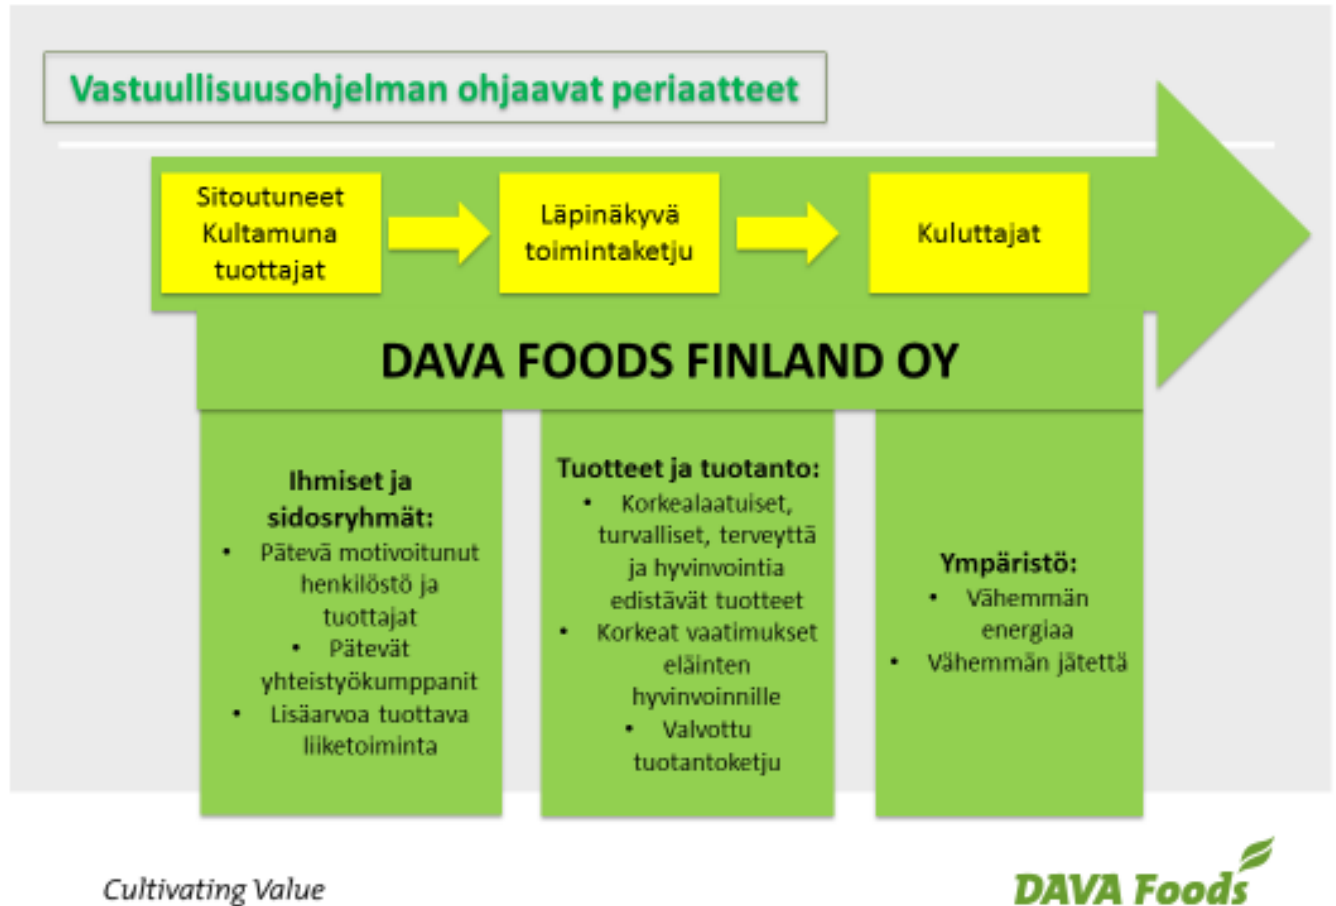 Vastuullisuusohjelman ohjaavat periaatteet
Sitoutuneet
Kultamuna
tuottajat
Läpinäkyvä
toimintaketju
Kuluttajat
DAVA FOODS FINLAND OY
Ihmiset ja
sidosryhmät:
• Pätevä motivoitunut
henkilöstö ja
tuottajat
• Pätevät
yhteistyökumppanit
• Lisäarvoa tuottava
liiketoiminta
Tuotteet ja tuotanto:
• Korkealaatuiset,
turvalliset, terveyttä
ja hyvinvointia
edistävät tuotteet
• Korkeat vaatimukset
eläinten
hyvinvoinnille
• Valvottu
tuotantoketju
Ympäristö:
• Vähemmän
energiaa
• Vähemmän jätettä
Cultivating Value
DAVA Foods